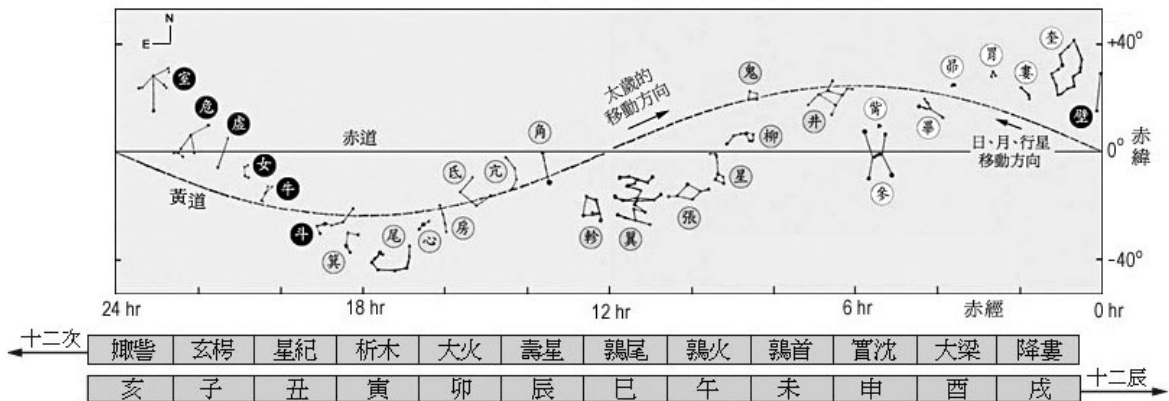 N
E
+40°
0°
赤緯
-40°
室
危
虛
女
牛
斗
箕
尾
心
房
氐
亢
角
軫
翼
張
星
柳
鬼
井
參
觜
畢
昴
胃
婁
奎
壁
赤道
黃道
太歲的
移動方向
日、月、行星
移動方向
24 hr 18 hr 12 hr 6 hr 赤經 0 hr
十二次 娵訾 玄枵 星紀 析木 大火 壽星 鶉尾 鶉火 鶉首 實沈 大梁 降婁
亥 子 丑 寅 卯 辰 巳 午 未 申 酉 戌 十二辰